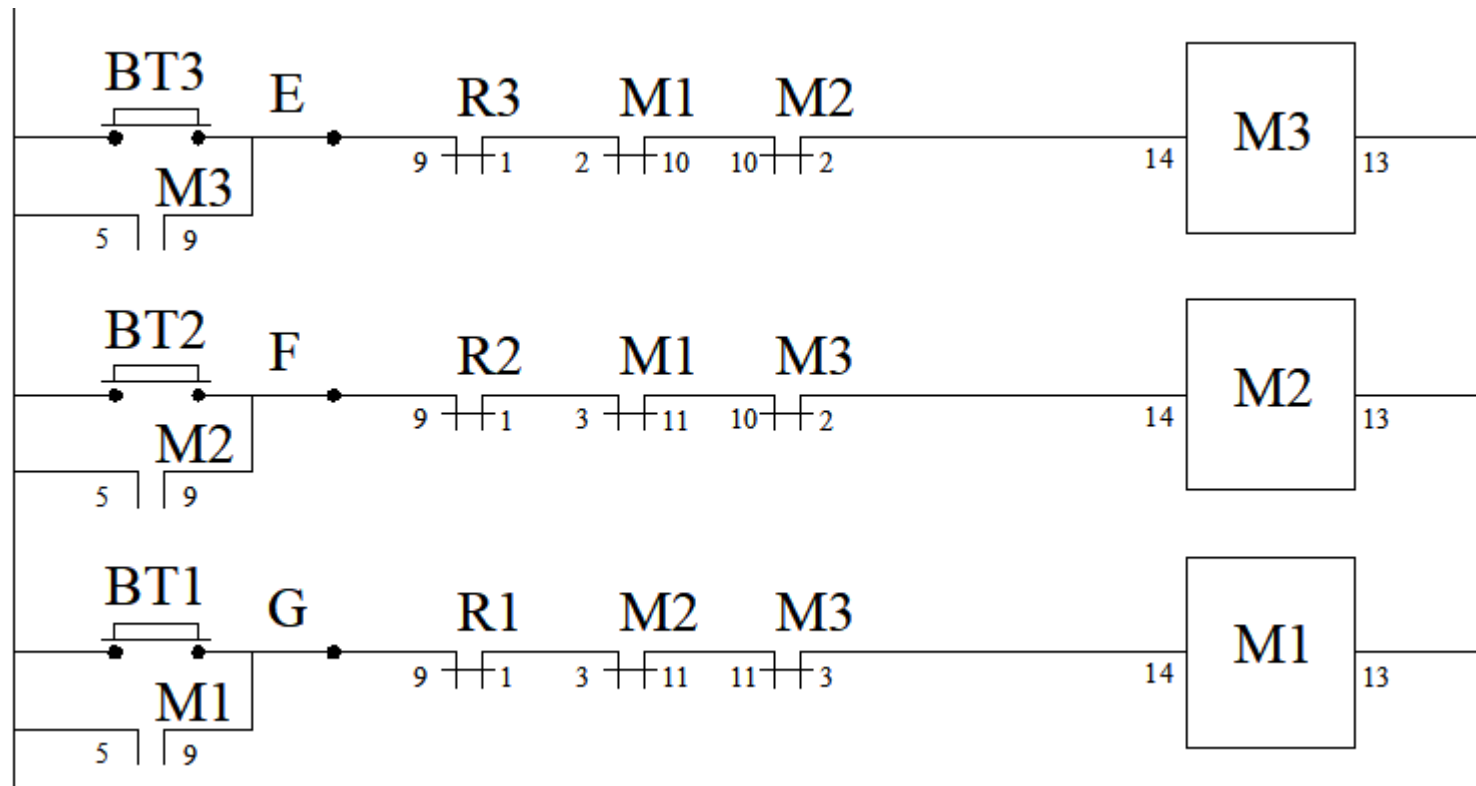 BT3 E R3 M1 M2 M3
9 1 2 10 10 2 14 13
M3
5 9
BT2 F R2 M1 M3 M2
9 1 3 11 10 2 14 13
M2
5 9
BT1 G R1 M2 M3 M1
9 1 3 11 11 3 14 13
M1
5 9